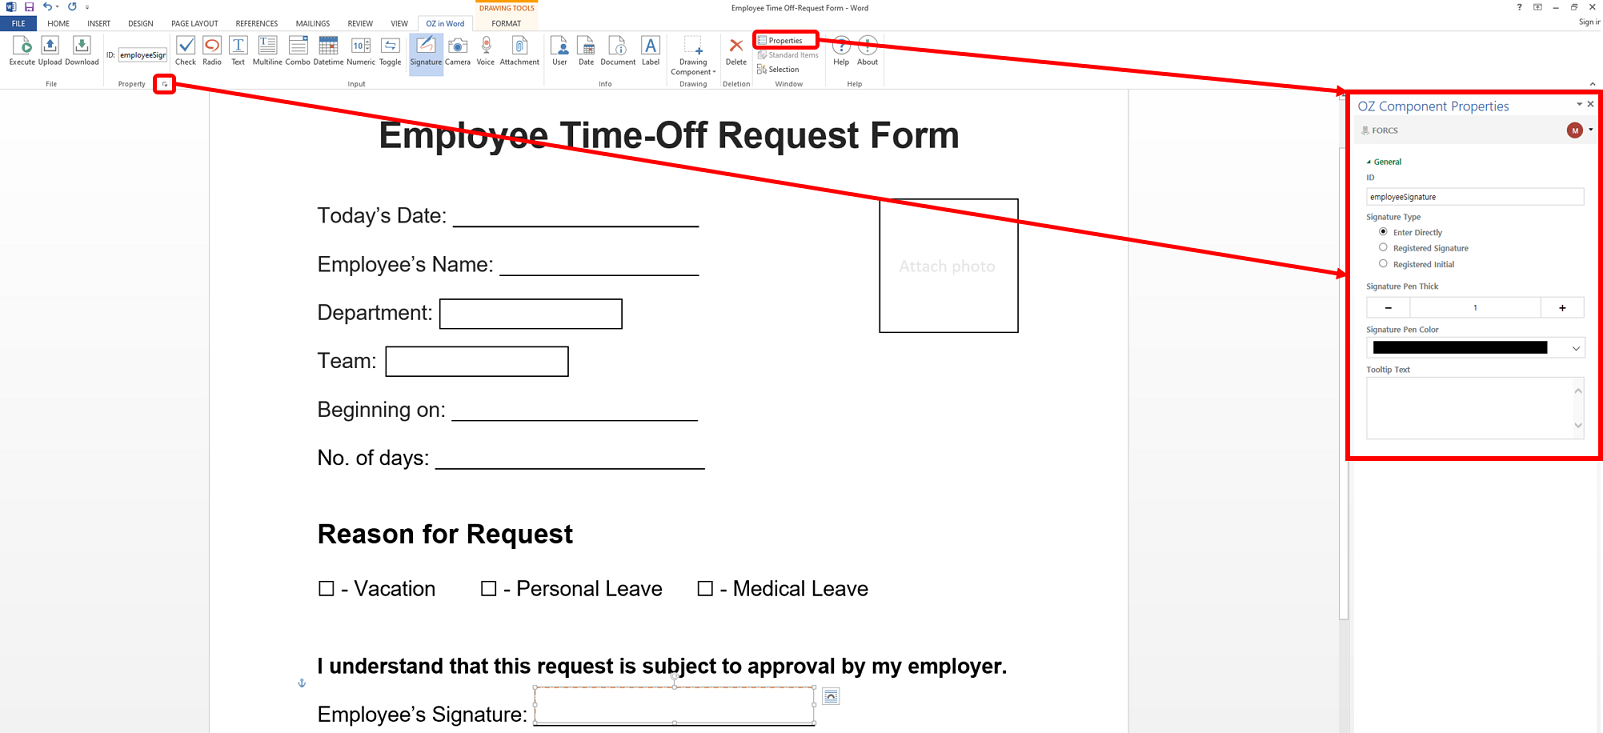 DRAWING TOOLS
Employee Time Off-Request Form - Word
Sign in
FILE HOME INSERT DESIGN PAGE LAYOUT REFERENCES MAILINGS REVIEW VIEW OZ in Word FORMAT
Execute Upload Download
File
ID: employeeSigr
Property
Check Radio Text Multiline Combo Datetime Numeric Toggle Signature Camera Voice Attachment
Input
User Date Document Label
Info
Drawing
Component
Drawing
Delete
Deletion
Properties
Standard Items
Selection
Window
Help About
Help
Employee Time-Off Request Form
Today's Date:
Employee's Name:
Department:
Team:
Beginning on:
No. of days:
Attach photo
Reason for Request
☐ - Vacation ☐ - Personal Leave ☐ - Medical Leave
I understand that this request is subject to approval by my employer.
Employee's Signature:
OZ Component Properties
FORCS M
General
ID
employeeSignature
Signature Type
Enter Directly
Registered Signature
Registered Initial
Signature Pen Thick
− 1 +
Signature Pen Color
Tooltip Text